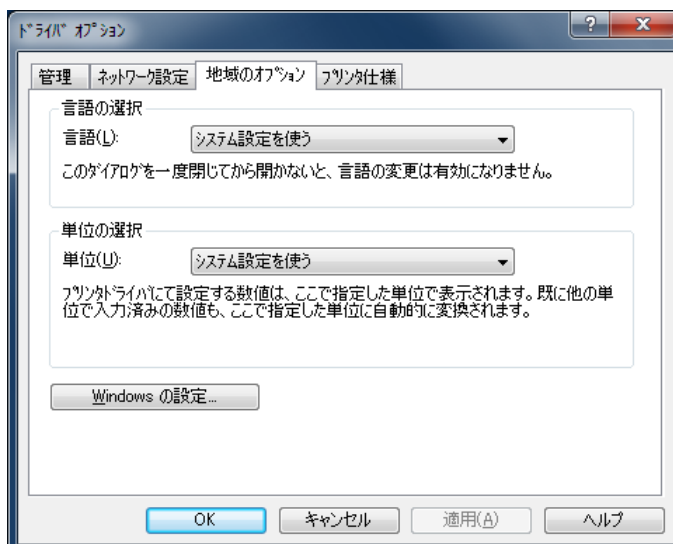 ﾄﾞﾗｲﾊﾞ ｵﾌﾟｼｮﾝ
管理 ﾈｯﾄﾜｰｸ設定 地域のｵﾌﾟｼｮﾝ ﾌﾟﾘﾝﾀ仕様
言語の選択
言語(L): ｼｽﾃﾑ設定を使う
このﾀﾞｲｱﾛｸﾞを一度閉じてから開かないと、言語の変更は有効になりません。
単位の選択
単位(U): ｼｽﾃﾑ設定を使う
ﾌﾟﾘﾝﾀﾄﾞﾗｲﾊﾞにて設定する数値は、ここで指定した単位で表示されます。既に他の単
位で入力済みの数値も、ここで指定した単位に自動的に変換されます。
Windows の設定...
OK キャンセル 適用(A) ヘルプ